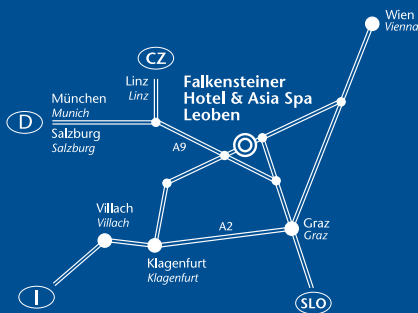 Wien
Vienna
CZ
Linz
Linz
Falkensteiner
Hotel & Asia Spa
Leoben
München
Munich
D
Salzburg
Salzburg
A9
Villach
Villach
A2
Graz
Graz
Klagenfurt
Klagenfurt
I
SLO